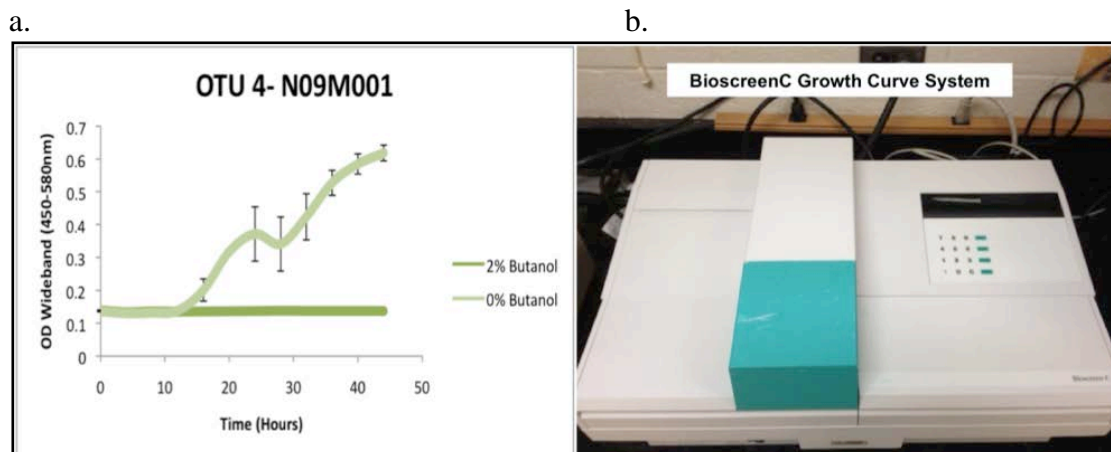 a.
b.
OTU 4- N09M001
0.7
0.6
0.5
0.4
0.3
0.2
0.1
0
OD Wideband (450-580nm)
0 10 20 30 40 50
Time (Hours)
2% Butanol
0% Butanol
BioscreenC Growth Curve System
Bioscreen C